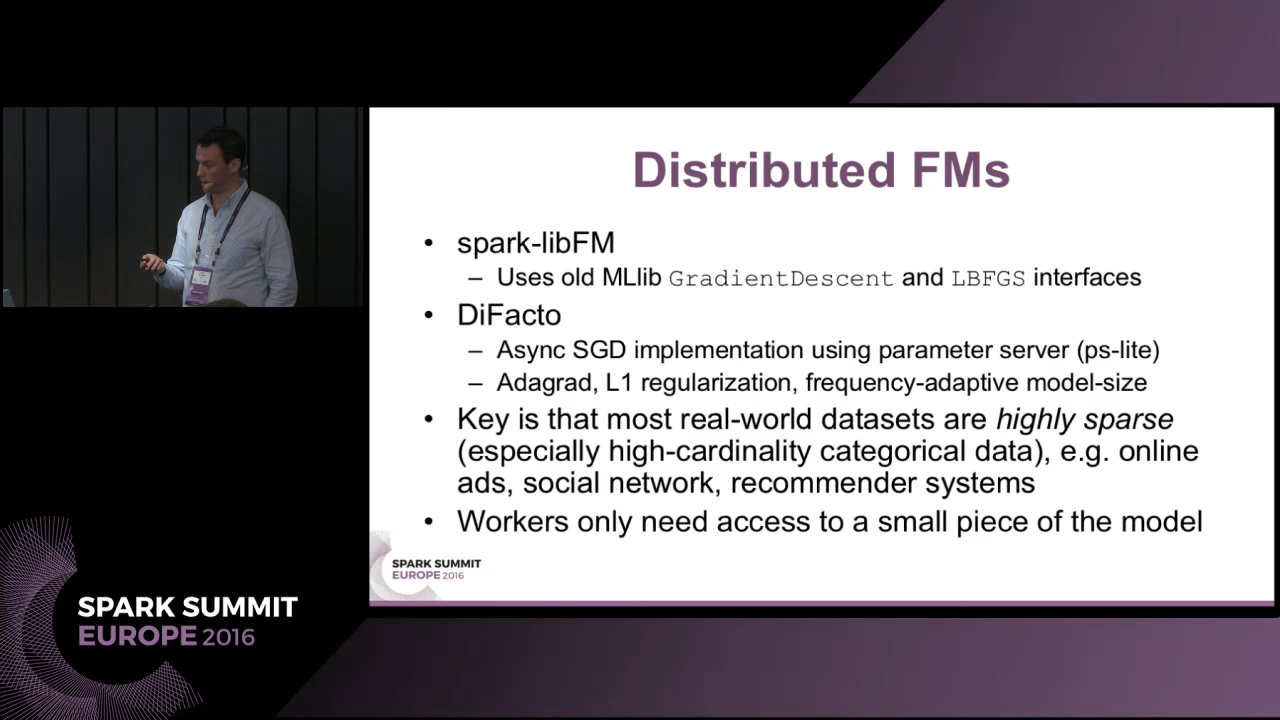 Distributed FMs
• spark-libFM
– Uses old MLlib GradientDescent and LBFGS interfaces
• DiFacto
– Async SGD implementation using parameter server (ps-lite)
– Adagrad, L1 regularization, frequency-adaptive model-size
• Key is that most real-world datasets are highly sparse
(especially high-cardinality categorical data), e.g. online
ads, social network, recommender systems
• Workers only need access to a small piece of the model
SPARK SUMMIT
EUROPE 2016
SPARK SUMMIT
EUROPE 2016